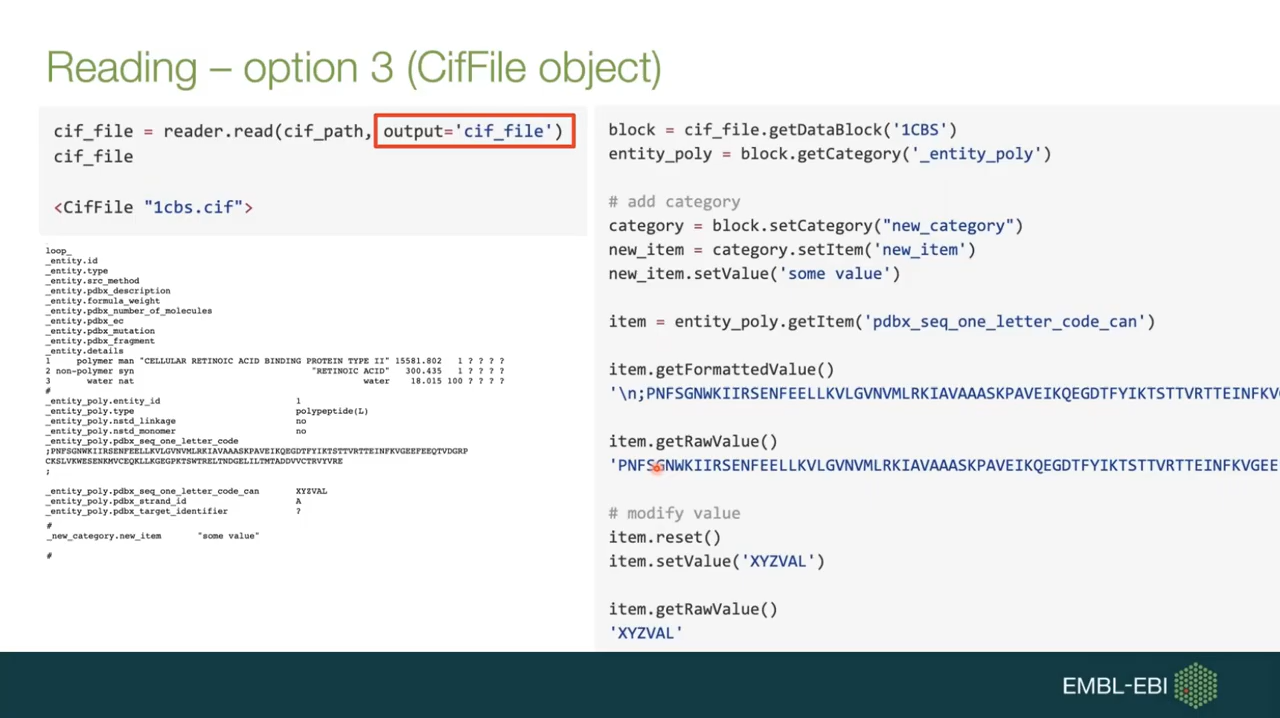 Reading – option 3 (CifFile object)
cif_file = reader.read(cif_path, output='cif_file')
cif_file
<CifFile "1cbs.cif">
loop_
_entity.id
_entity.type
_entity.src_method
_entity.pdbx_description
_entity.formula_weight
_entity.pdbx_number_of_molecules
_entity.pdbx_ec
_entity.pdbx_mutation
_entity.pdbx_fragment
_entity.details
1 polymer man "CELLULAR RETINOIC ACID BINDING PROTEIN TYPE II" 15581.802 1 ? ? ? ?
2 non-polymer syn "RETINOIC ACID" 300.435 1 ? ? ? ?
3 water nat water 18.015 100 ? ? ? ?
#
_entity_poly.entity_id 1
_entity_poly.type polypeptide(L)
_entity_poly.nstd_linkage no
_entity_poly.nstd_monomer no
_entity_poly.pdbx_seq_one_letter_code
;PNFSGNWKIIRSENFEELLKVLGVNVMLRKIAVAAASKPAVEIKQEGDTFYIKTSTTVRTTEINFKVGEEFEEQTVDGRP
CKSLVKWESENKMVCEQKLLKGEGPKTSWTRELTNDGELILTMTADDVVCTRVYVRE
;
_entity_poly.pdbx_seq_one_letter_code_can XYZVAL
_entity_poly.pdbx_strand_id A
_entity_poly.pdbx_target_identifier ?
#
_new_category.new_item "some value"
#
block = cif_file.getDataBlock('1CBS')
entity_poly = block.getCategory('_entity_poly')
# add category
category = block.setCategory("new_category")
new_item = category.setItem('new_item')
new_item.setValue('some value')
item = entity_poly.getItem('pdbx_seq_one_letter_code_can')
item.getFormattedValue()
'\n;PNFSGNWKIIRSENFEELLKVLGVNVMLRKIAVAAASKPAVEIKQEGDTFYIKTSTTVRTTEINFKV
item.getRawValue()
'PNFSGNWKIIRSENFEELLKVLGVNVMLRKIAVAAASKPAVEIKQEGDTFYIKTSTTVRTTEINFKVGEE
# modify value
item.reset()
item.setValue('XYZVAL')
item.getRawValue()
'XYZVAL'
EMBL-EBI